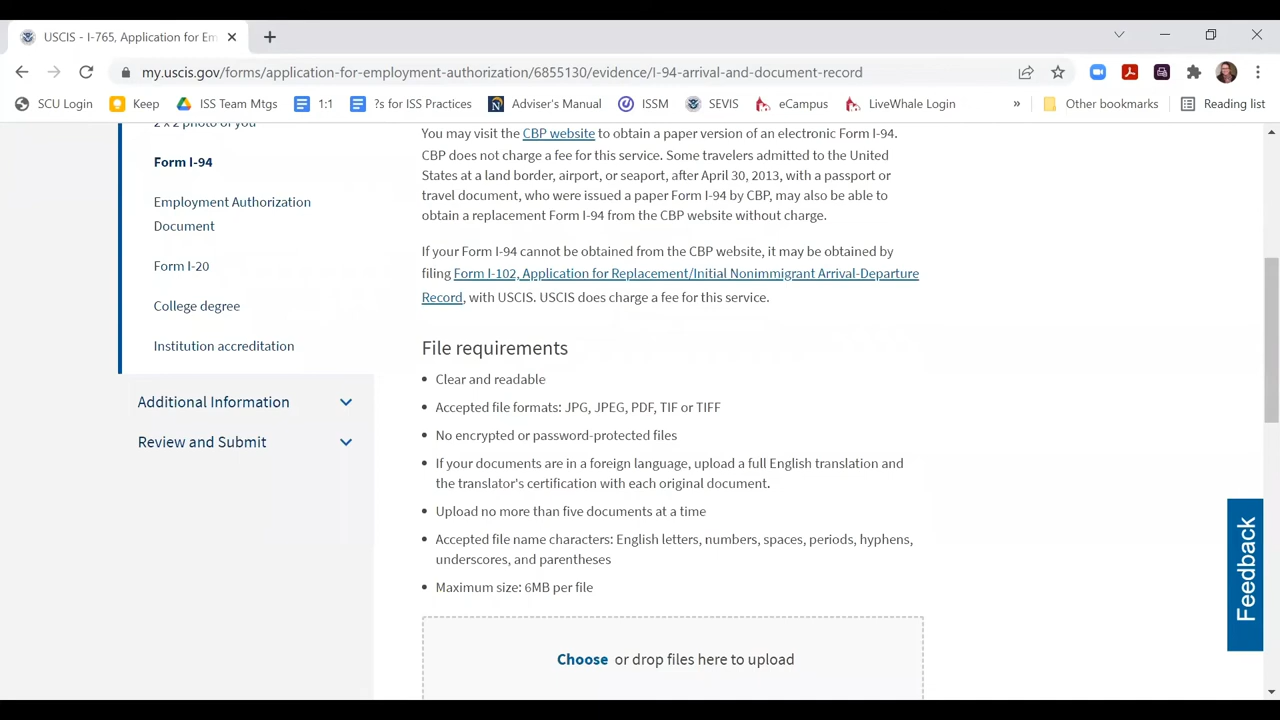 USCIS - I-765, Application for Em
my.uscis.gov/forms/application-for-employment-authorization/6855130/evidence/I-94-arrival-and-document-record
SCU Login
Keep
ISS Team Mtgs
1:1
?s for ISS Practices
Adviser's Manual
ISSM
SEVIS
eCampus
LiveWhale Login
»
Other bookmarks
Reading list
2 x 2 photo of you
Form I-94
Employment Authorization
Document
Form I-20
College degree
Institution accreditation
Additional Information
Review and Submit
You may visit the CBP website to obtain a paper version of an electronic Form I-94.
CBP does not charge a fee for this service. Some travelers admitted to the United
States at a land border, airport, or seaport, after April 30, 2013, with a passport or
travel document, who were issued a paper Form I-94 by CBP, may also be able to
obtain a replacement Form I-94 from the CBP website without charge.
If your Form I-94 cannot be obtained from the CBP website, it may be obtained by
filing Form I-102, Application for Replacement/Initial Nonimmigrant Arrival-Departure
Record, with USCIS. USCIS does charge a fee for this service.
File requirements
• Clear and readable
• Accepted file formats: JPG, JPEG, PDF, TIF or TIFF
• No encrypted or password-protected files
• If your documents are in a foreign language, upload a full English translation and
the translator's certification with each original document.
• Upload no more than five documents at a time
• Accepted file name characters: English letters, numbers, spaces, periods, hyphens,
underscores, and parentheses
• Maximum size: 6MB per file
Choose or drop files here to upload
Feedback